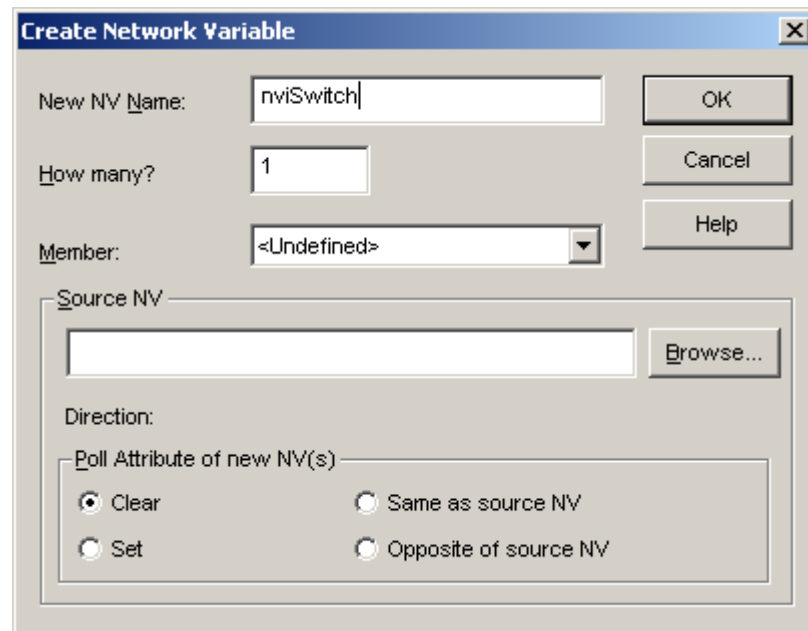 Create Network Variable
New NV Name: nviSwitch OK
How many? 1 Cancel
Help
Member: <Undefined>
Source NV
Browse...
Direction:
Poll Attribute of new NV(s)
Clear Same as source NV
Set Opposite of source NV